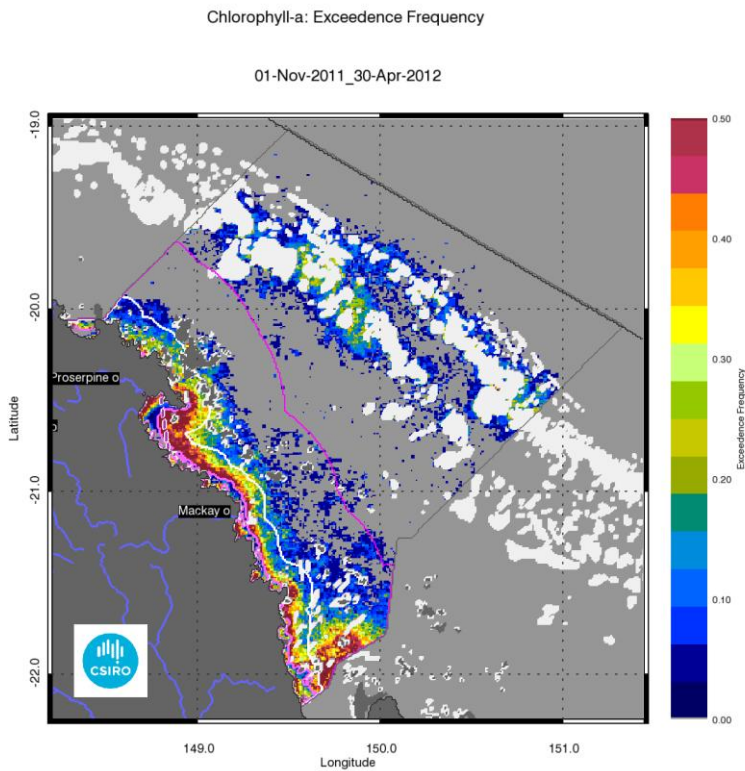 Chlorophyll-a: Exceedence Frequency
01-Nov-2011_30-Apr-2012
-19.0
-20.0
-21.0
-22.0
Latitude
149.0
150.0
151.0
Longitude
Proserpine o
o
Mackay o
CSIRO
0.50
0.40
0.30
0.20
0.10
0.00
Exceedence Frequency